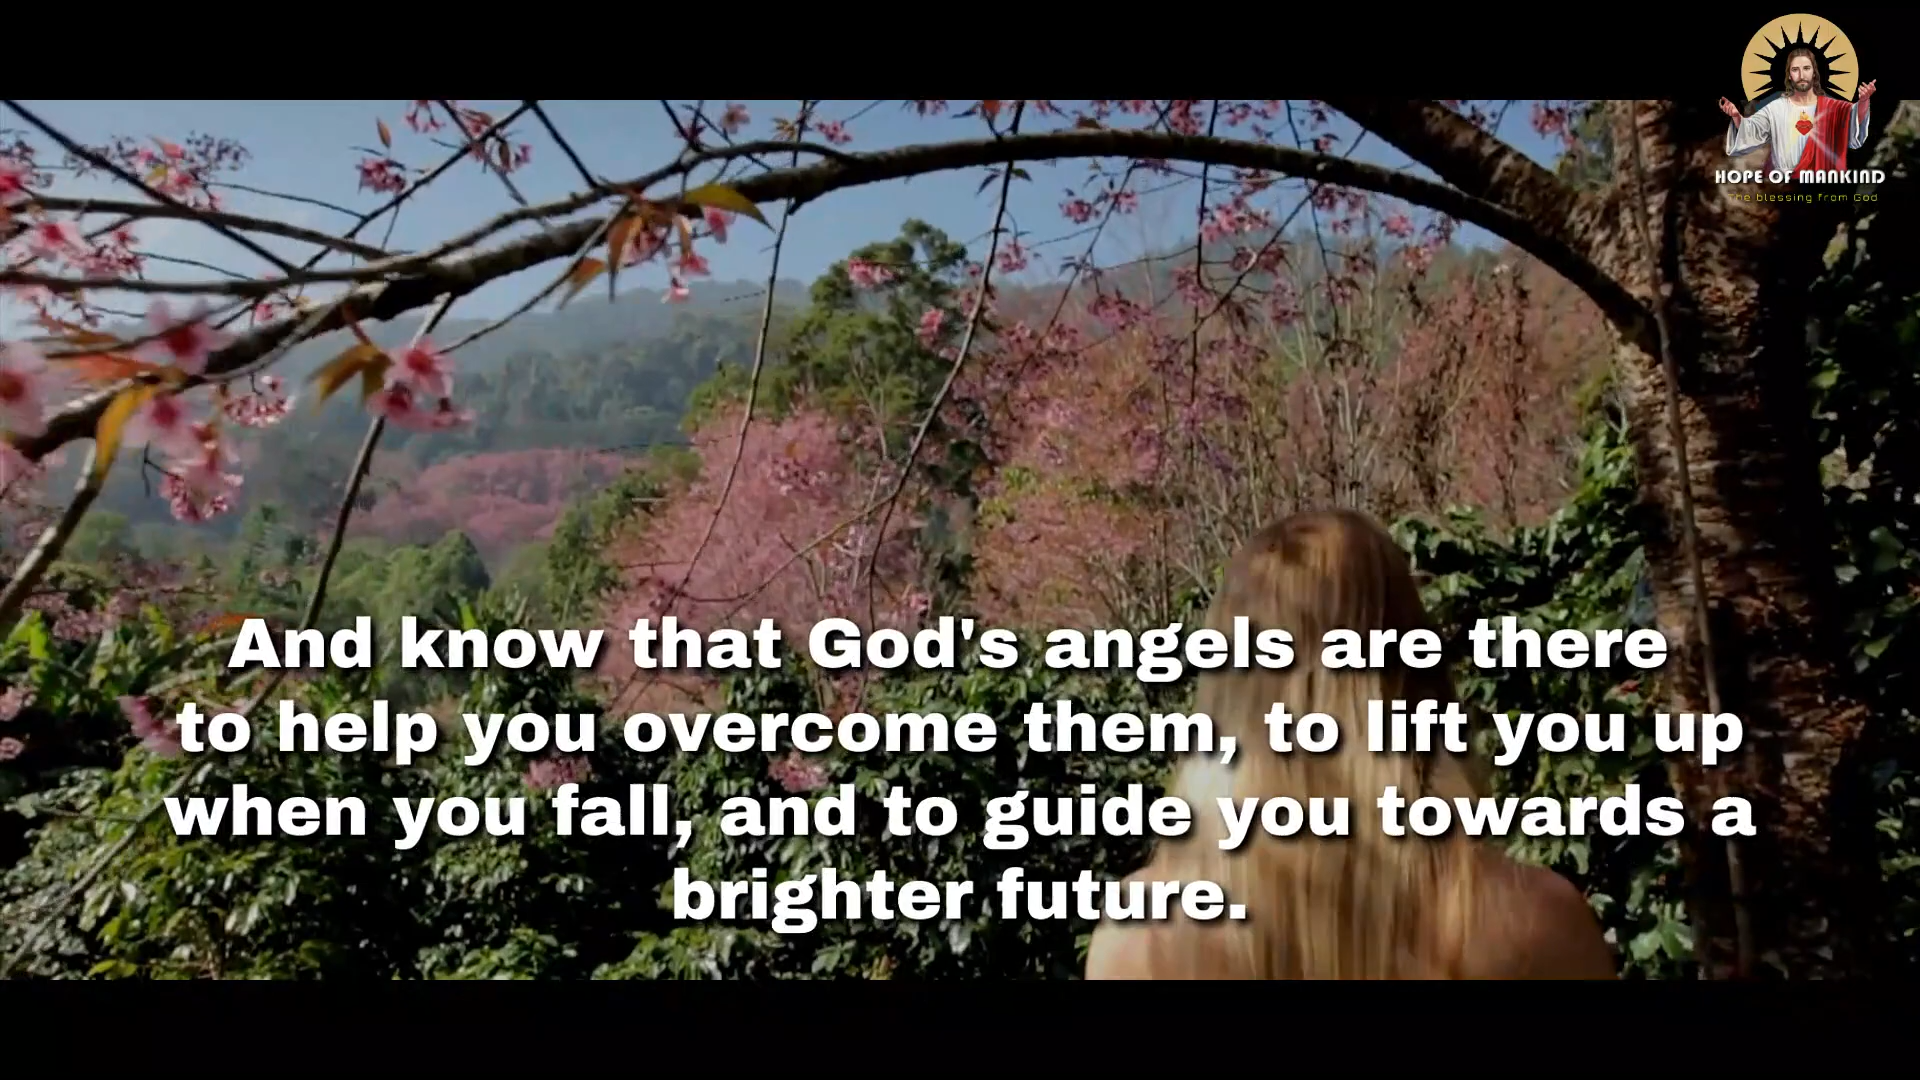 HOPE OF MANKIND
The blessing from God
And know that God's angels are there
to help you overcome them, to lift you up
when you fall, and to guide you towards a
brighter future.